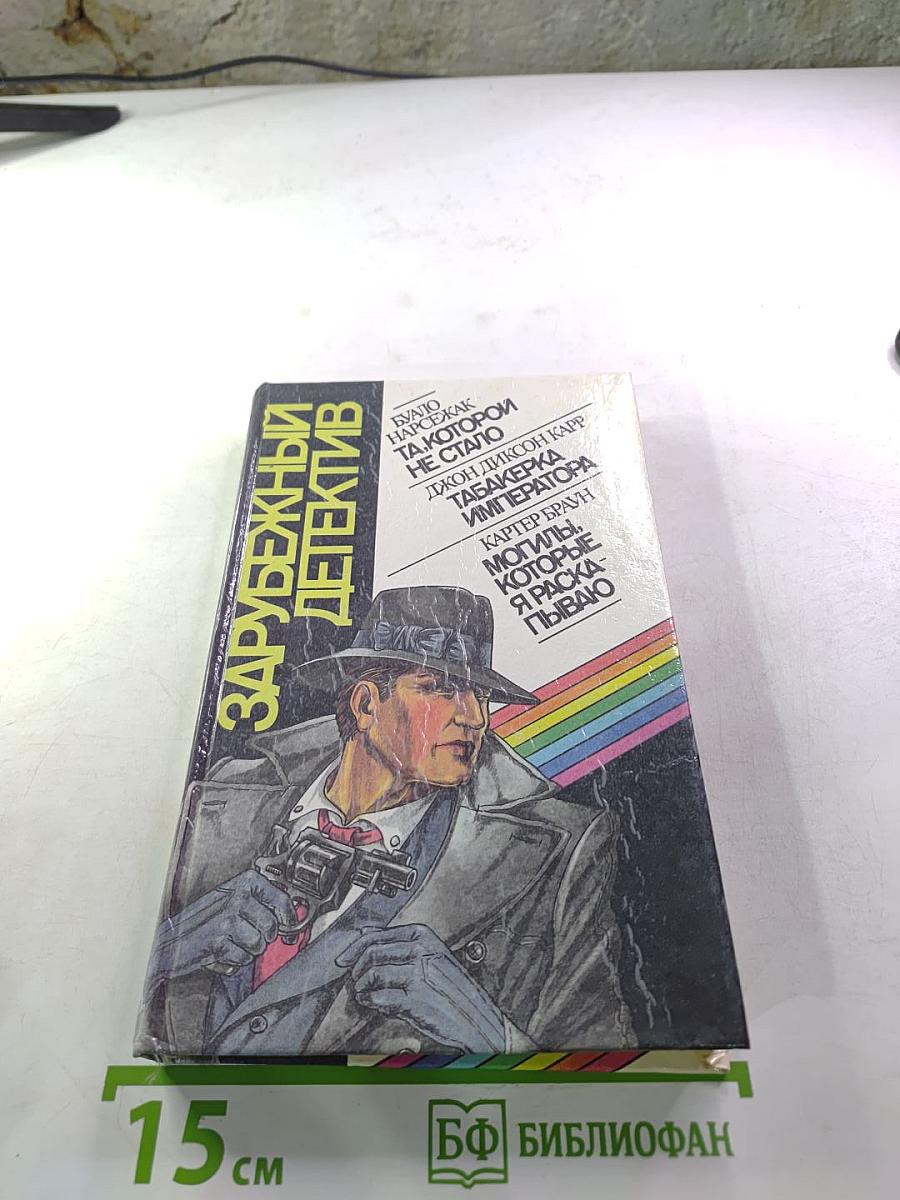 ЗАРУБЕЖНЫЙ
ДЕТЕКТИВ
БУАЛО
НАРСЕЖАК
ТА, КОТОРОЙ
НЕ СТАЛО
ДЖОН ДИКСОН КАРР
ТАБАКЕРКА
ИМПЕРАТОРА
КАРТЕР БРАУН
МОГИЛЫ,
КОТОРЫЕ
Я РАСКА-
ПЫВАЮ
15 см
БФ БИБЛИОФАН